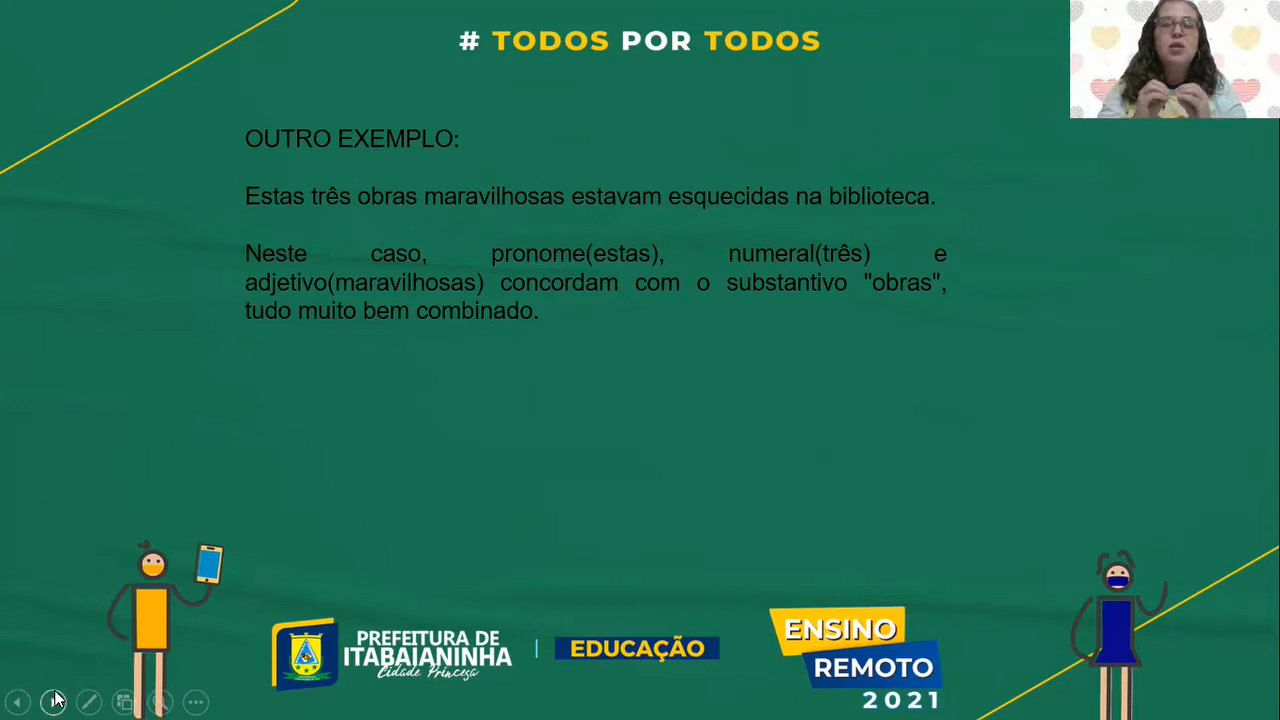 # TODOS POR TODOS
OUTRO EXEMPLO:
Estas três obras maravilhosas estavam esquecidas na biblioteca.
Neste caso, pronome(estas), numeral(três) e
adjetivo(maravilhosas) concordam com o substantivo "obras",
tudo muito bem combinado.
PREFEITURA DE
ITABAIANINHA
Cidade Princesa
EDUCAÇÃO
ENSINO
REMOTO
2021